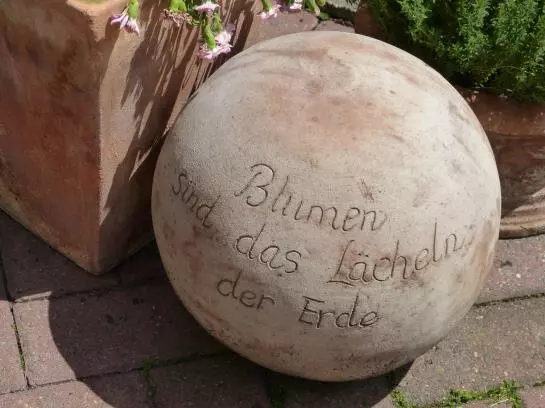 Blumen
sind das Lächeln
der Erde